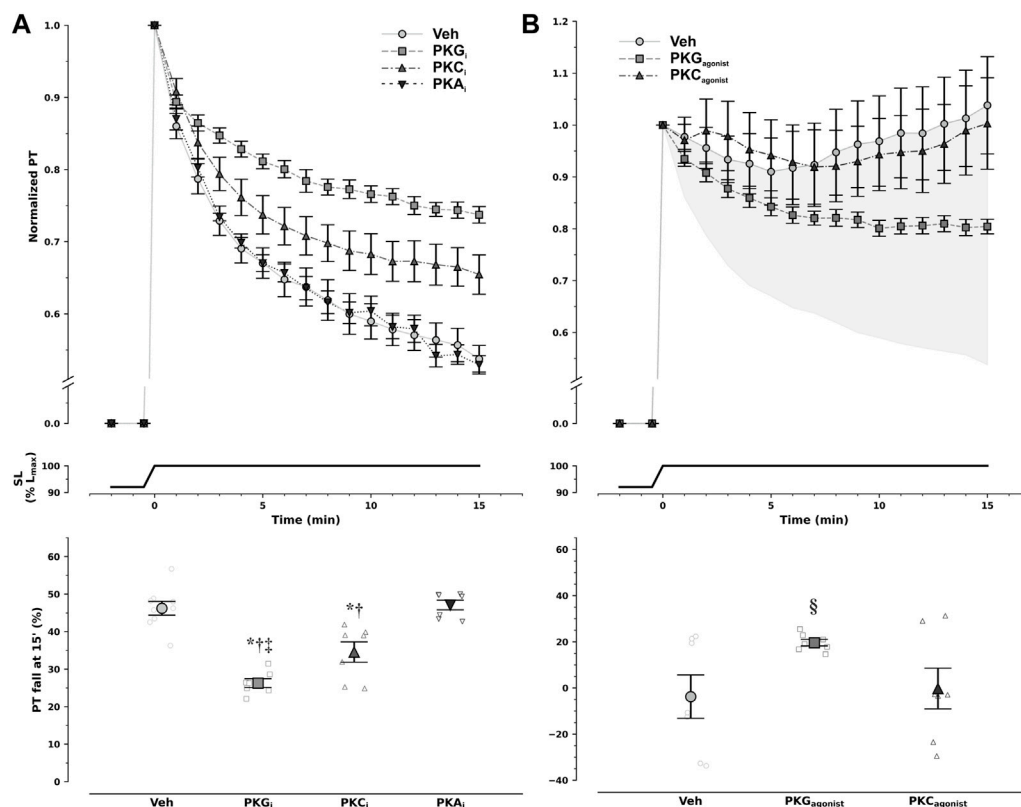 A
Veh
PKGi
PKCi
PKAi
Normalized PT
1.0
0.9
0.8
0.7
0.6
0.0
SL
(% Lmax)
100
90
0 5 10 15
Time (min)
PT fall at 15' (%)
60
50
40
30
20
10
0
*†‡
*†
Veh PKGi PKCi PKAi
B
Veh
PKGagonist
PKCagonist
1.2
1.1
1.0
0.9
0.8
0.7
0.6
0.0
100
90
0 5 10 15
Time (min)
60
40
20
0
−20
−40
§
Veh PKGagonist PKCagonist